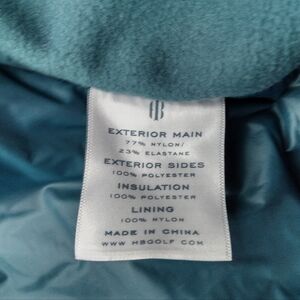 EXTERIOR MAIN
77% NYLON/
23% ELASTANE
EXTERIOR SIDES
100% POLYESTER
INSULATION
100% POLYESTER
LINING
100% NYLON
MADE IN CHINA
WWW.HBGOLF.COM